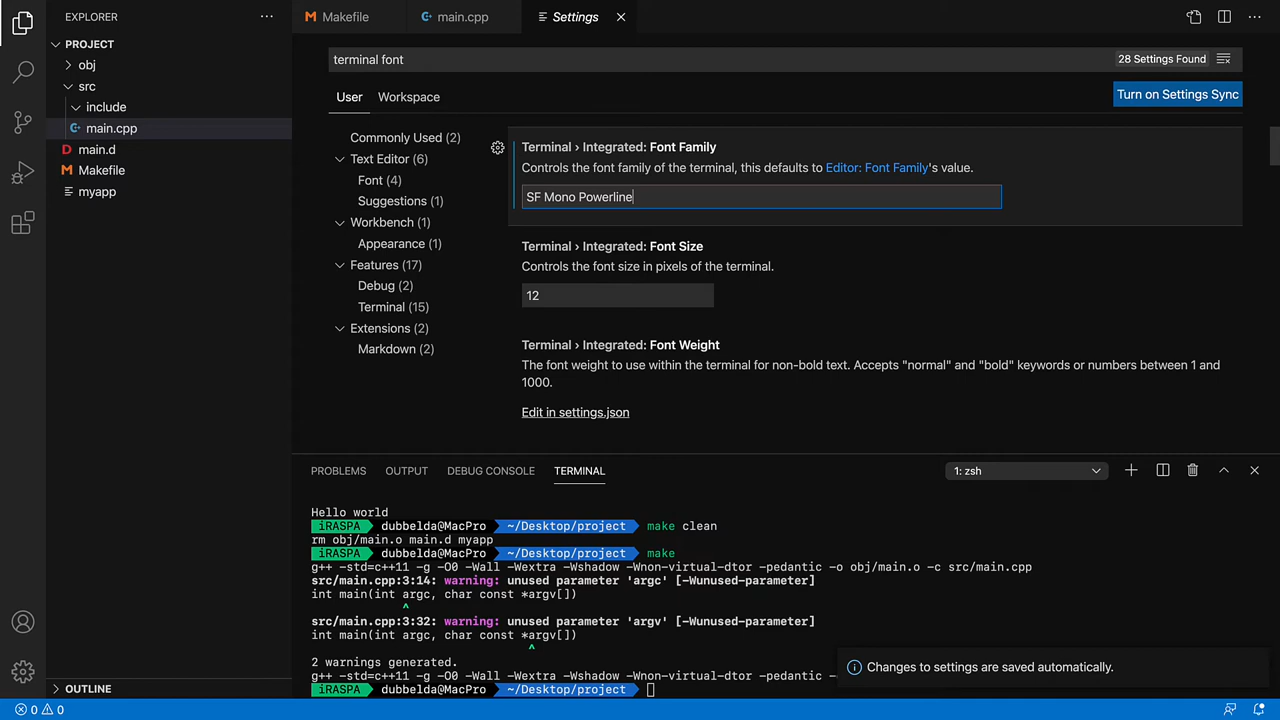 EXPLORER
PROJECT
obj
src
include
main.cpp
D main.d
M Makefile
myapp
OUTLINE
M Makefile
main.cpp
Settings
terminal font
28 Settings Found
User
Workspace
Turn on Settings Sync
Commonly Used (2)
Text Editor (6)
Font (4)
Suggestions (1)
Workbench (1)
Appearance (1)
Features (17)
Debug (2)
Terminal (15)
Extensions (2)
Markdown (2)
Terminal › Integrated: Font Family
Controls the font family of the terminal, this defaults to Editor: Font Family's value.
SF Mono Powerline
Terminal › Integrated: Font Size
Controls the font size in pixels of the terminal.
12
Terminal › Integrated: Font Weight
The font weight to use within the terminal for non-bold text. Accepts "normal" and "bold" keywords or numbers between 1 and
1000.
Edit in settings.json
PROBLEMS
OUTPUT
DEBUG CONSOLE
TERMINAL
1: zsh
Hello world
iRASPA dubbelda@MacPro ~/Desktop/project make clean
rm obj/main.o main.d myapp
iRASPA dubbelda@MacPro ~/Desktop/project make
g++ -std=c++11 -g -O0 -Wall -Wextra -Wshadow -Wnon-virtual-dtor -pedantic -o obj/main.o -c src/main.cpp
src/main.cpp:3:14: warning: unused parameter 'argc' [-Wunused-parameter]
int main(int argc, char const *argv[])
^
src/main.cpp:3:32: warning: unused parameter 'argv' [-Wunused-parameter]
int main(int argc, char const *argv[])
^
2 warnings generated.
g++ -std=c++11 -g -O0 -Wall -Wextra -Wshadow -Wnon-virtual-dtor -pedantic -
iRASPA dubbelda@MacPro ~/Desktop/project
Changes to settings are saved automatically.
0 0